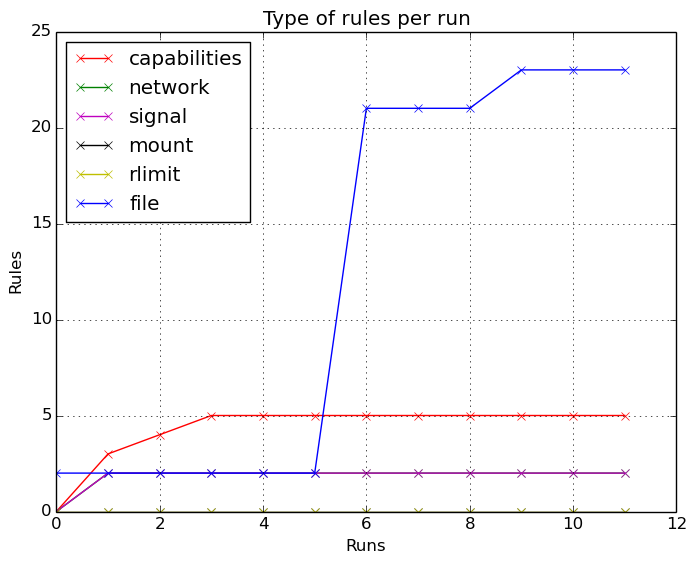 Type of rules per run
25
20
15
10
5
0
Rules
capabilities
network
signal
mount
rlimit
file
0 2 4 6 8 10 12
Runs